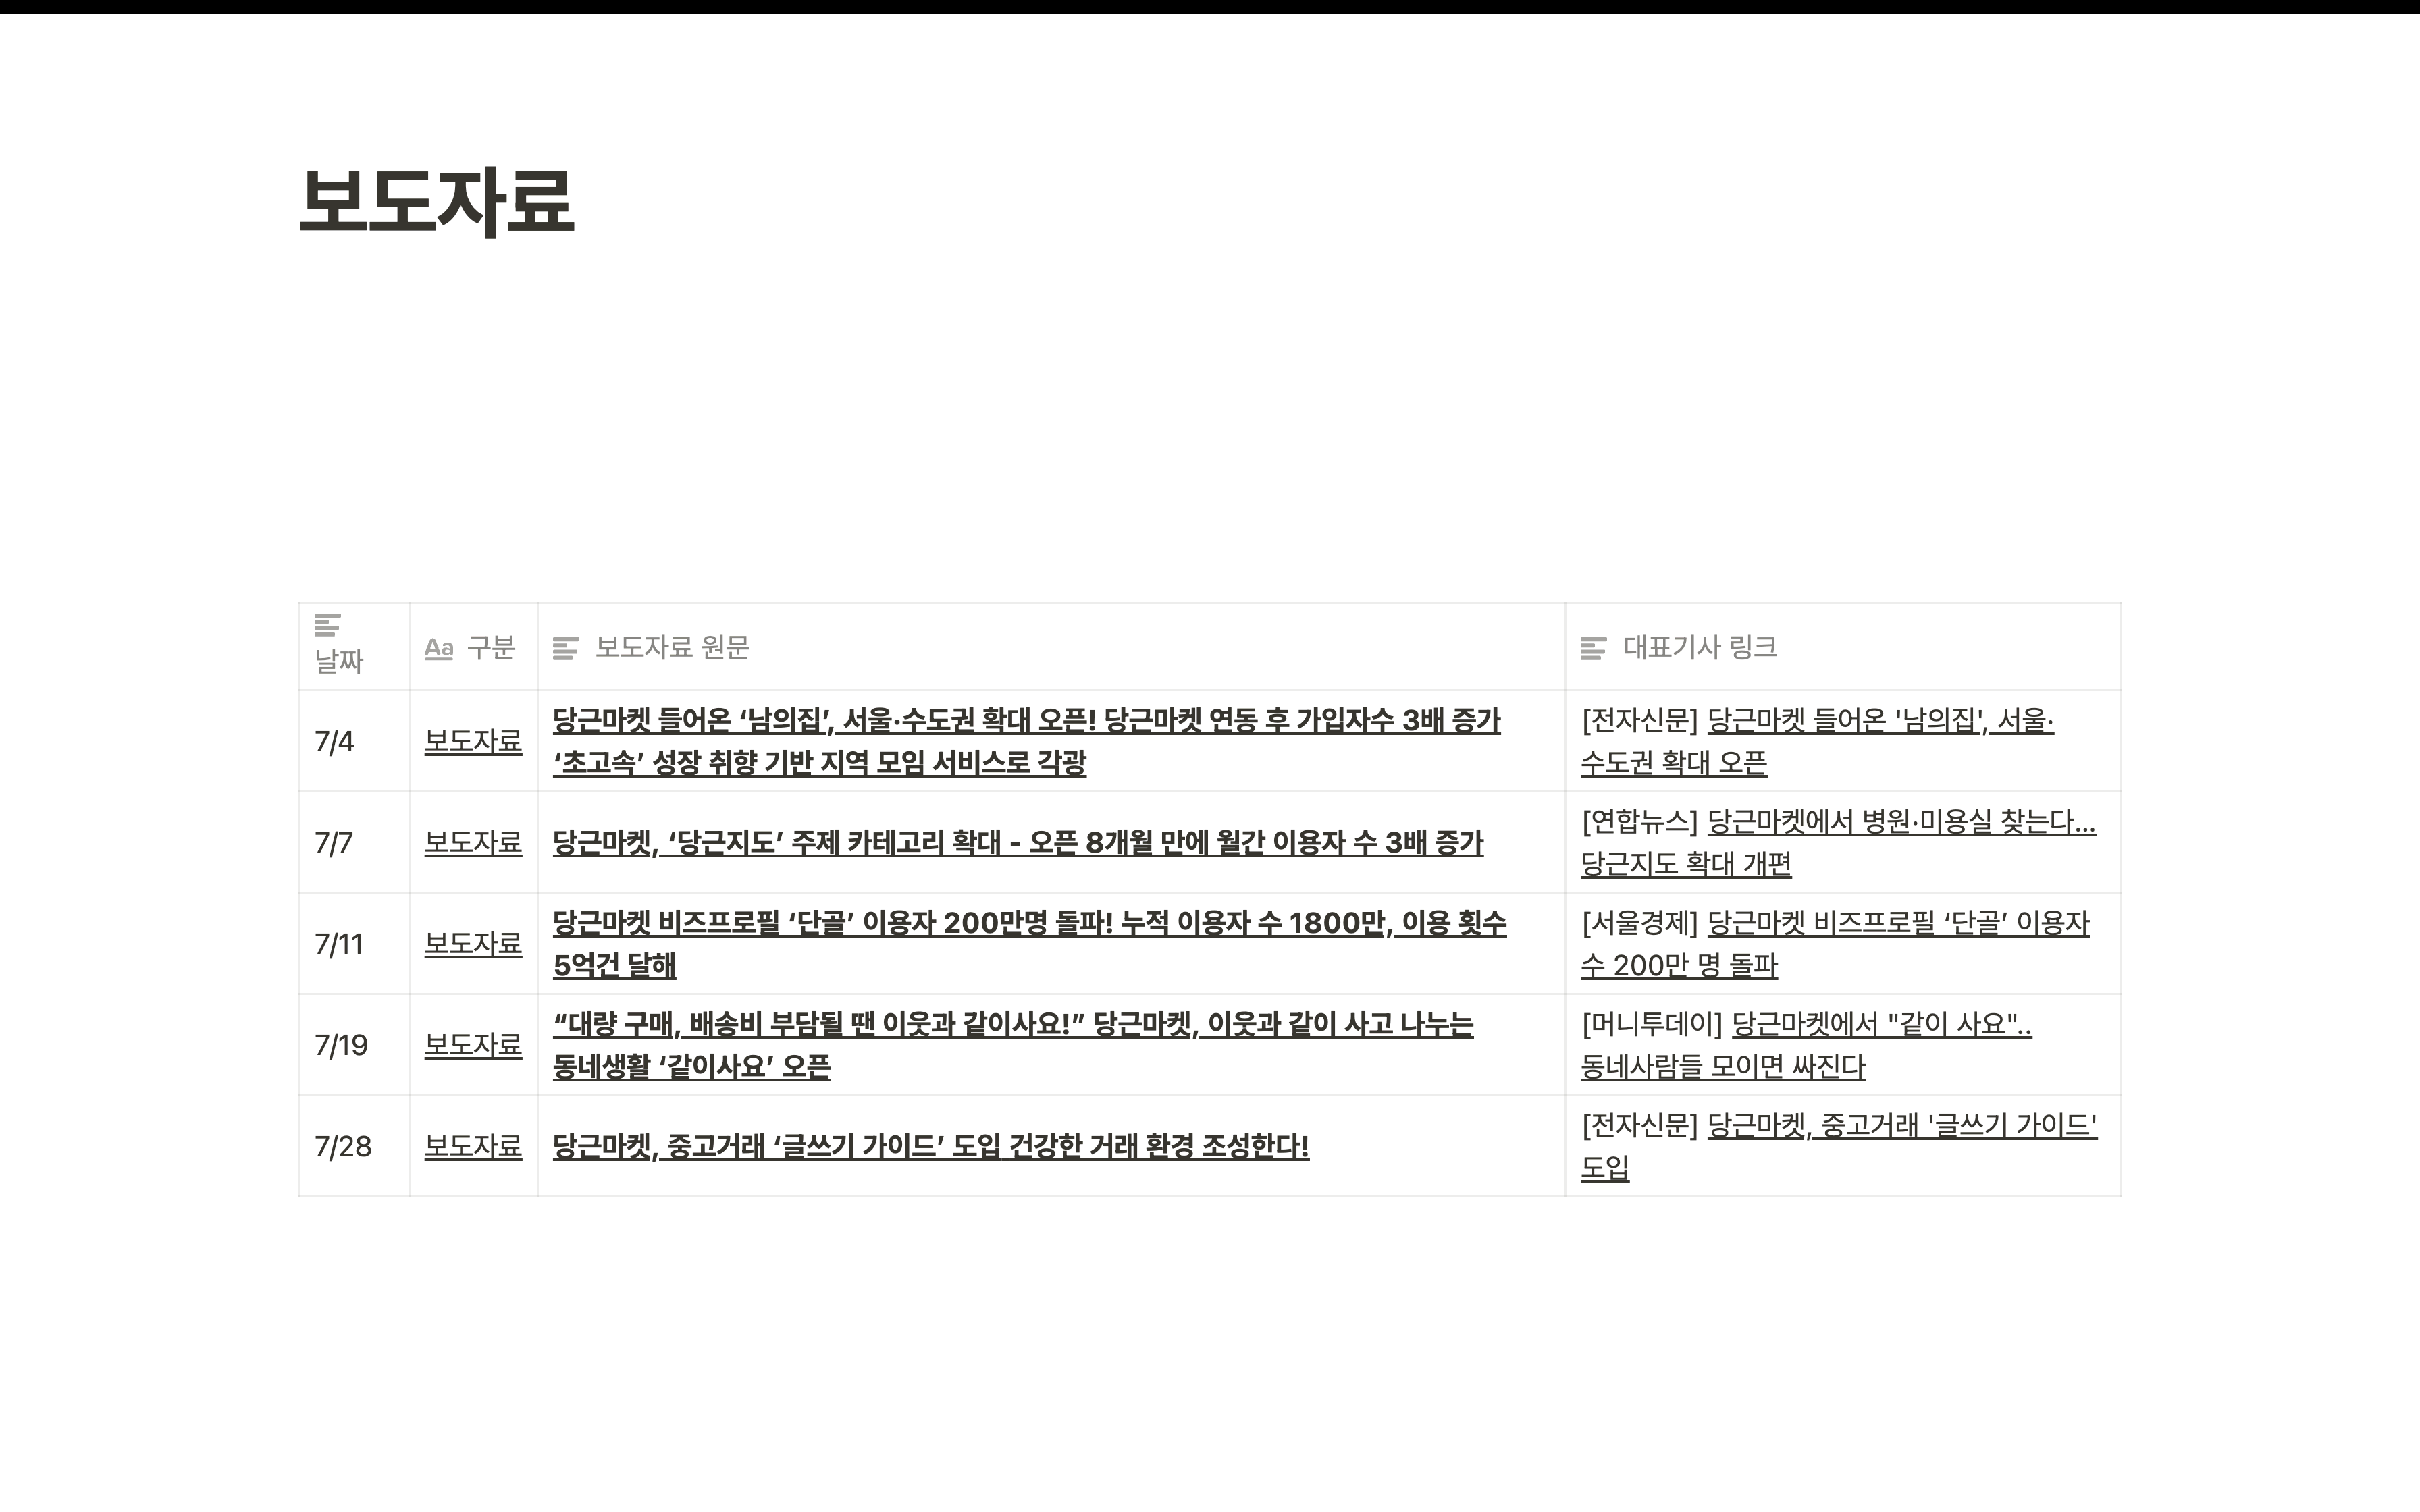 보도자료
날짜
Aa 구분
보도자료 원문
대표기사 링크
7/4
보도자료
당근마켓 들어온 ‘남의집’, 서울·수도권 확대 오픈! 당근마켓 연동 후 가입자수 3배 증가
‘초고속’ 성장 취향 기반 지역 모임 서비스로 각광
[전자신문] 당근마켓 들어온 '남의집', 서울·
수도권 확대 오픈
7/7
보도자료
당근마켓, ‘당근지도’ 주제 카테고리 확대 - 오픈 8개월 만에 월간 이용자 수 3배 증가
[연합뉴스] 당근마켓에서 병원·미용실 찾는다…
당근지도 확대 개편
7/11
보도자료
당근마켓 비즈프로필 ‘단골’ 이용자 200만명 돌파! 누적 이용자 수 1800만, 이용 횟수
5억건 달해
[서울경제] 당근마켓 비즈프로필 ‘단골’ 이용자
수 200만 명 돌파
7/19
보도자료
“대량 구매, 배송비 부담될 땐 이웃과 같이사요!” 당근마켓, 이웃과 같이 사고 나누는
동네생활 ‘같이사요’ 오픈
[머니투데이] 당근마켓에서 "같이 사요"..
동네사람들 모이면 싸진다
7/28
보도자료
당근마켓, 중고거래 ‘글쓰기 가이드’ 도입 건강한 거래 환경 조성한다!
[전자신문] 당근마켓, 중고거래 '글쓰기 가이드'
도입